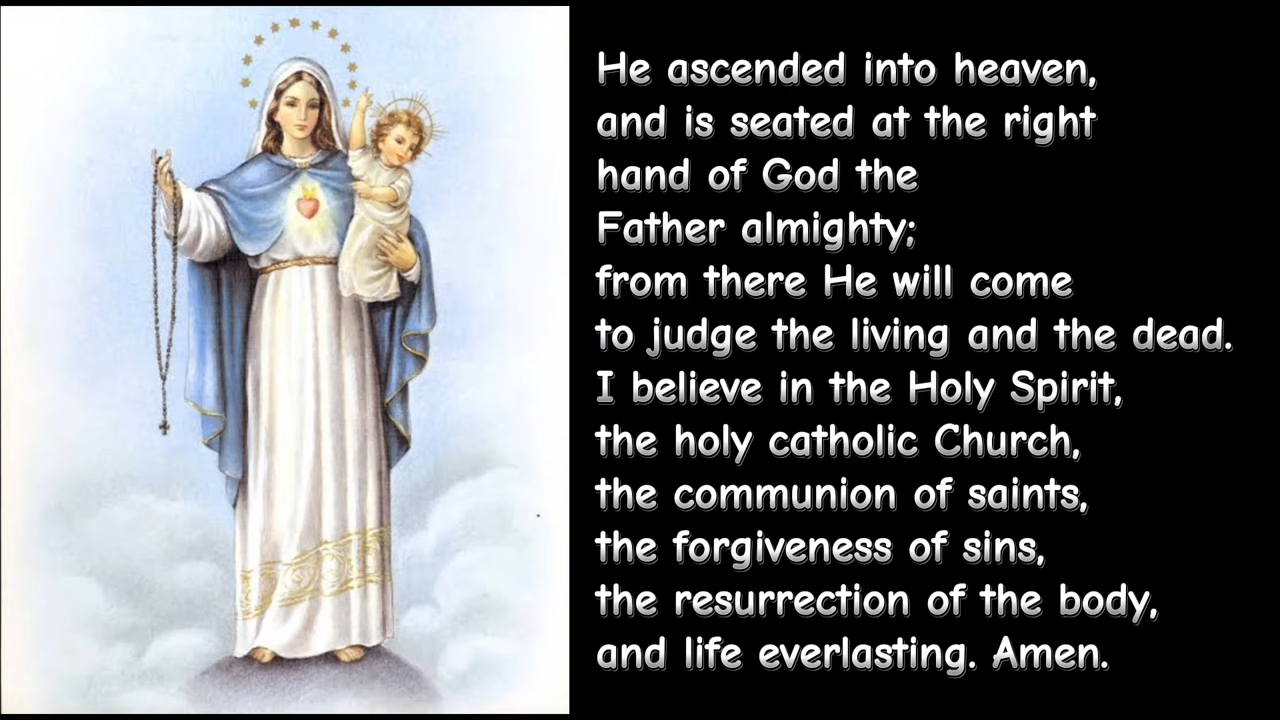 He ascended into heaven,
and is seated at the right
hand of God the
Father almighty;
from there He will come
to judge the living and the dead.
I believe in the Holy Spirit,
the holy catholic Church,
the communion of saints,
the forgiveness of sins,
the resurrection of the body,
and life everlasting. Amen.